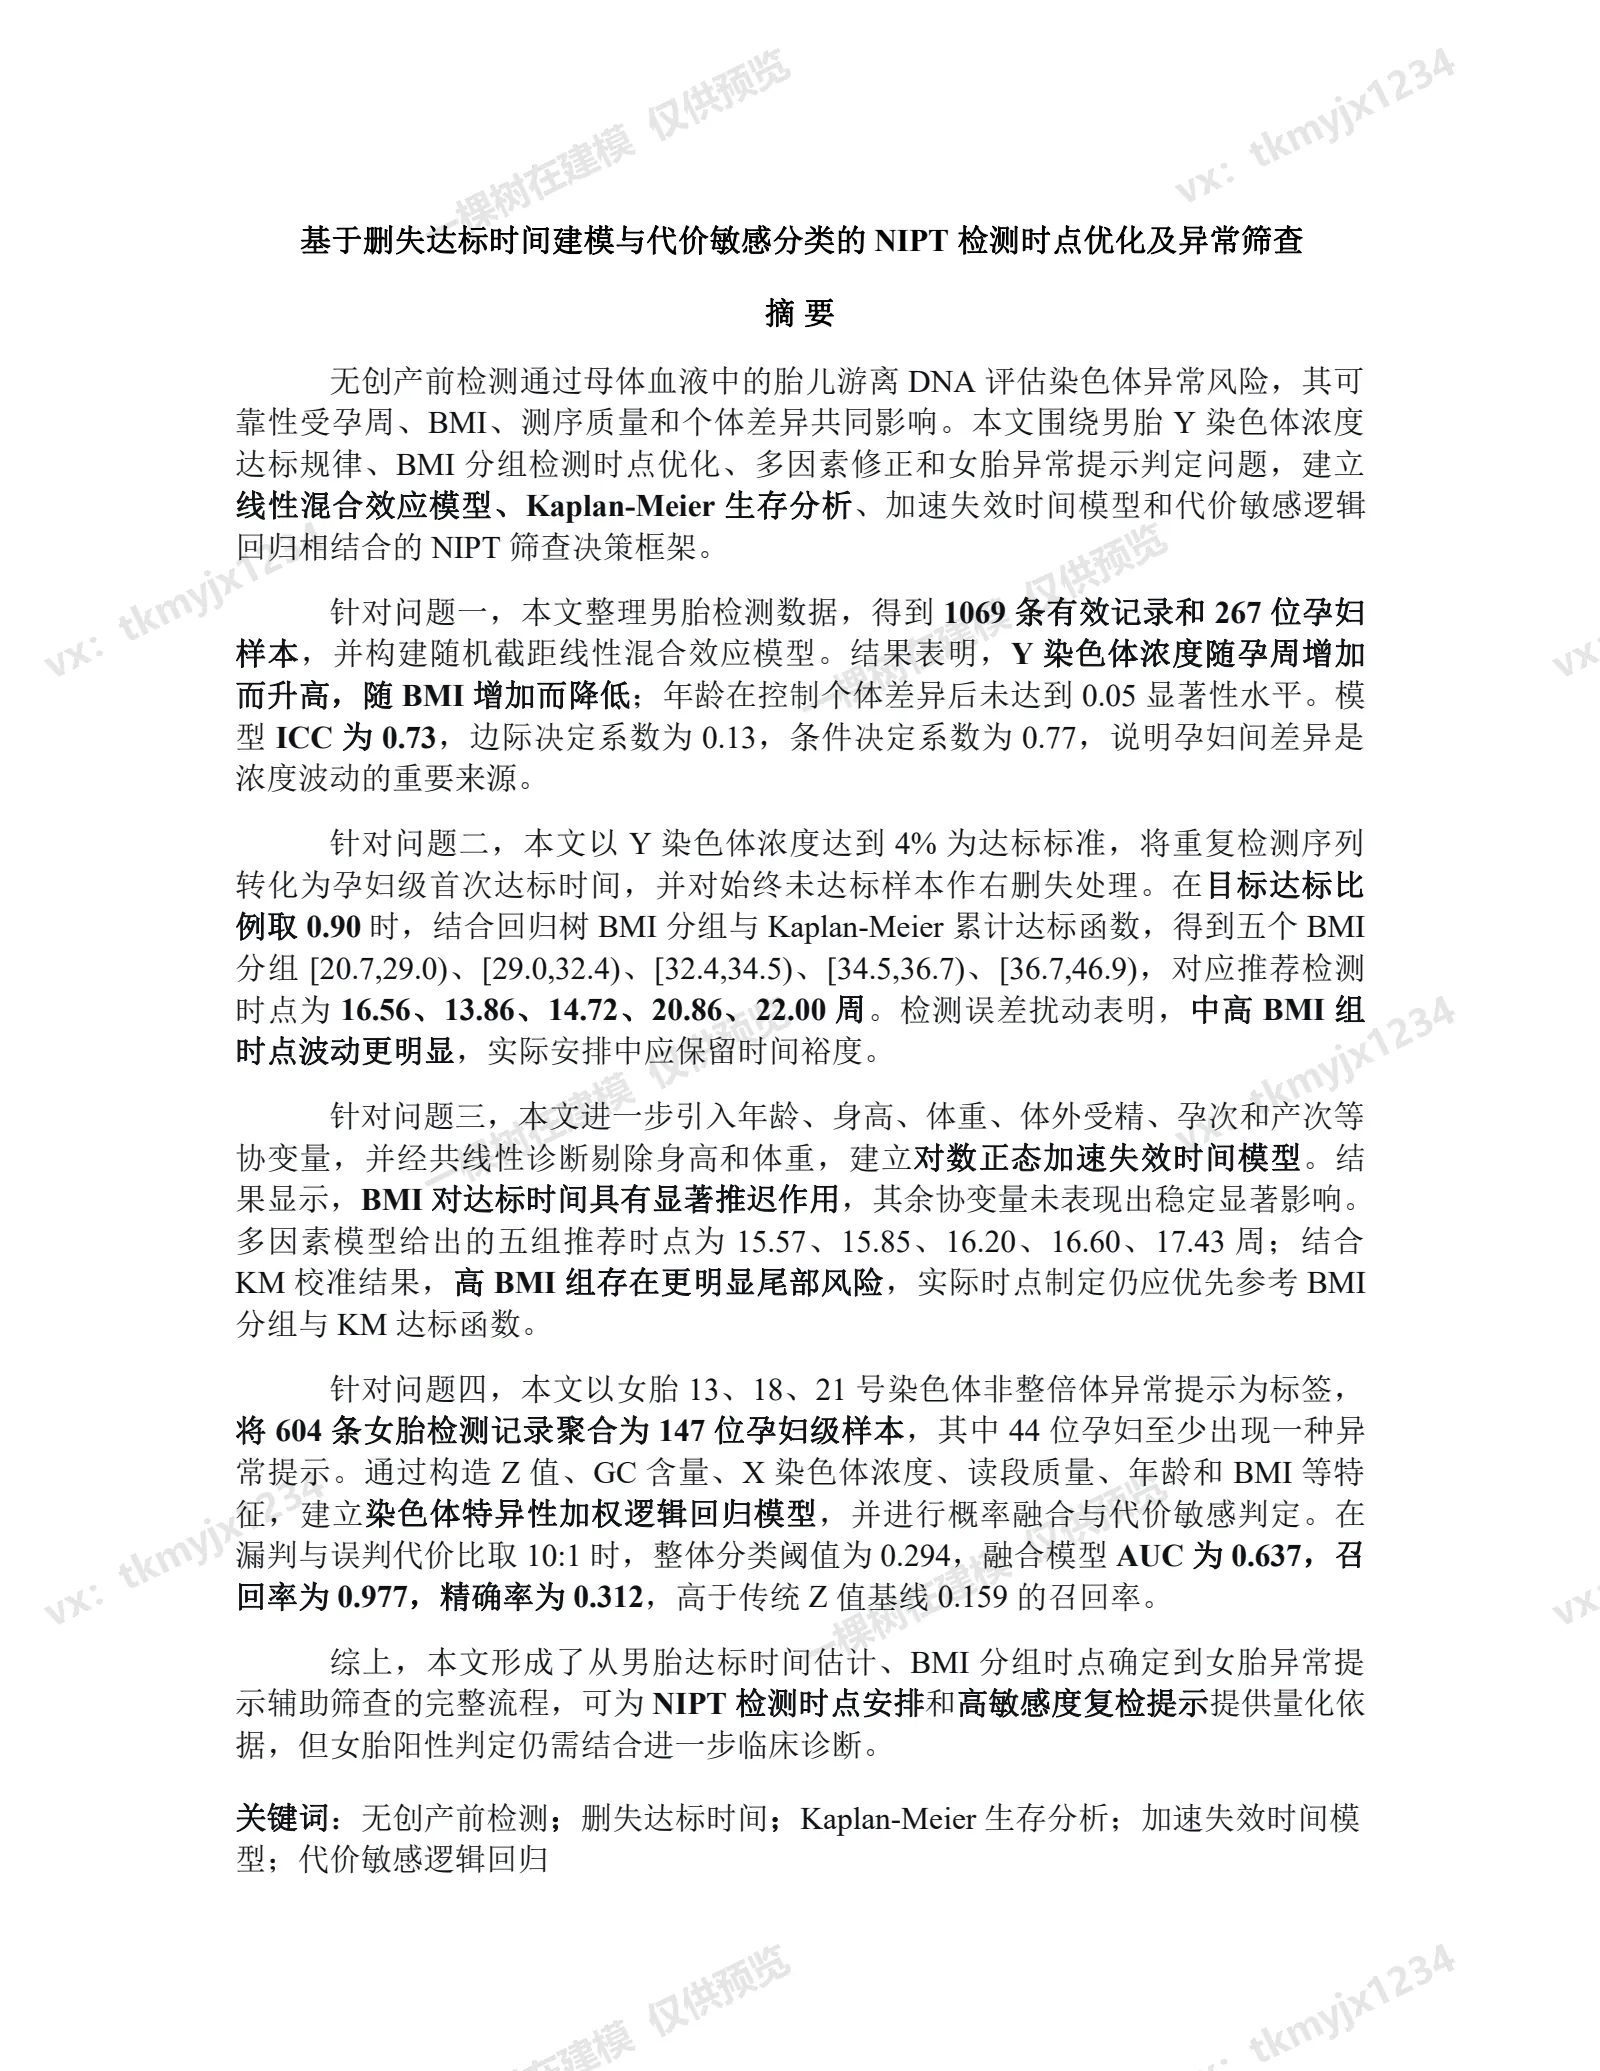 一棵树在建模 仅供预览
vx: tkmyjx1234
基于删失达标时间建模与代价敏感分类的 NIPT 检测时点优化及异常筛查
摘 要
无创产前检测通过母体血液中的胎儿游离 DNA 评估染色体异常风险，其可
靠性受孕周、BMI、测序质量和个体差异共同影响。本文围绕男胎 Y 染色体浓度
达标规律、BMI 分组检测时点优化、多因素修正和女胎异常提示判定问题，建立
线性混合效应模型、Kaplan-Meier 生存分析、加速失效时间模型和代价敏感逻辑
回归相结合的 NIPT 筛查决策框架。
针对问题一，本文整理男胎检测数据，得到 1069 条有效记录和 267 位孕妇
样本，并构建随机截距线性混合效应模型。结果表明，Y 染色体浓度随孕周增加
而升高，随 BMI 增加而降低；年龄在控制个体差异后未达到 0.05 显著性水平。模
型 ICC 为 0.73，边际决定系数为 0.13，条件决定系数为 0.77，说明孕妇间差异是
浓度波动的重要来源。
针对问题二，本文以 Y 染色体浓度达到 4% 为达标标准，将重复检测序列
转化为孕妇级首次达标时间，并对始终未达标样本作右删失处理。在目标达标比
例取 0.90 时，结合回归树 BMI 分组与 Kaplan-Meier 累计达标函数，得到五个 BMI
分组 [20.7,29.0)、[29.0,32.4)、[32.4,34.5)、[34.5,36.7)、[36.7,46.9)，对应推荐检测
时点为 16.56、13.86、14.72、20.86、22.00 周。检测误差扰动表明，中高 BMI 组
时点波动更明显，实际安排中应保留时间裕度。
针对问题三，本文进一步引入年龄、身高、体重、体外受精、孕次和产次等
协变量，并经共线性诊断剔除身高和体重，建立对数正态加速失效时间模型。结
果显示，BMI 对达标时间具有显著推迟作用，其余协变量未表现出稳定显著影响。
多因素模型给出的五组推荐时点为 15.57、15.85、16.20、16.60、17.43 周；结合
KM 校准结果，高 BMI 组存在更明显尾部风险，实际时点制定仍应优先参考 BMI
分组与 KM 达标函数。
针对问题四，本文以女胎 13、18、21 号染色体非整倍体异常提示为标签，
将 604 条女胎检测记录聚合为 147 位孕妇级样本，其中 44 位孕妇至少出现一种异
常提示。通过构造 Z 值、GC 含量、X 染色体浓度、读段质量、年龄和 BMI 等特
征，建立染色体特异性加权逻辑回归模型，并进行概率融合与代价敏感判定。在
漏判与误判代价比取 10:1 时，整体分类阈值为 0.294，融合模型 AUC 为 0.637，召
回率为 0.977，精确率为 0.312，高于传统 Z 值基线 0.159 的召回率。
综上，本文形成了从男胎达标时间估计、BMI 分组时点确定到女胎异常提
示辅助筛查的完整流程，可为 NIPT 检测时点安排和高敏感度复检提示提供量化依
据，但女胎阳性判定仍需结合进一步临床诊断。
关键词：无创产前检测；删失达标时间；Kaplan-Meier 生存分析；加速失效时间模
型；代价敏感逻辑回归